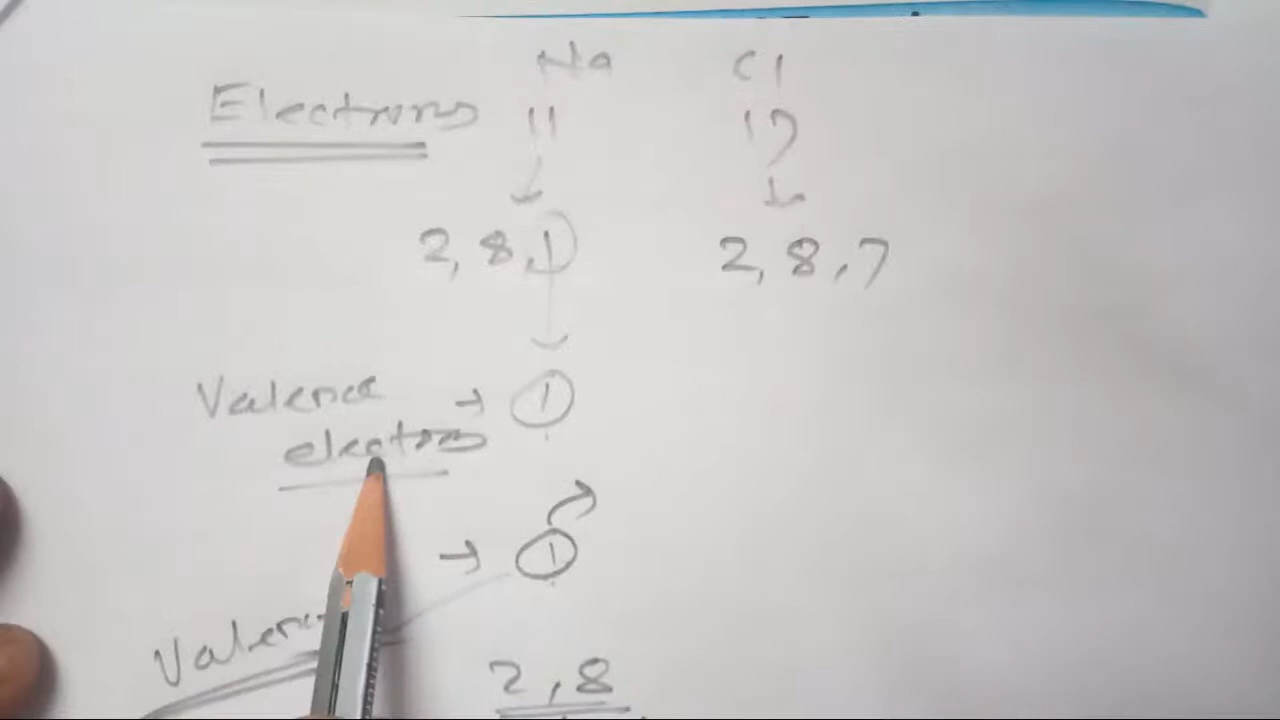 Na Cl
Electrons 11 17
2, 8, 1 2, 8, 7
Valence
electrons → 1
→ 1
2, 8